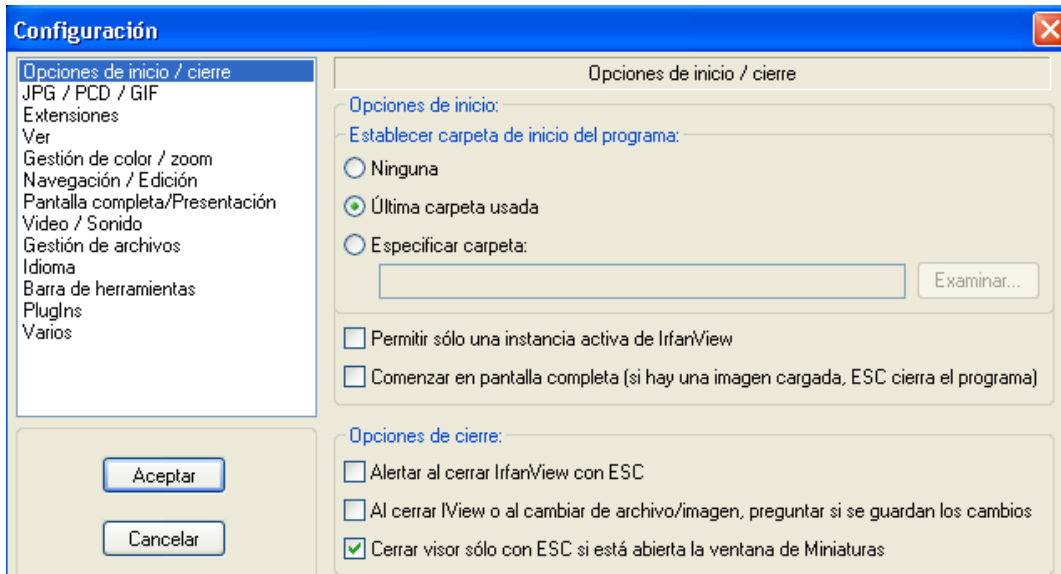 Configuración
Opciones de inicio / cierre
JPG / PCD / GIF
Extensiones
Ver
Gestión de color / zoom
Navegación / Edición
Pantalla completa/Presentación
Video / Sonido
Gestión de archivos
Idioma
Barra de herramientas
PlugIns
Varios
Aceptar
Cancelar
Opciones de inicio / cierre
Opciones de inicio:
Establecer carpeta de inicio del programa:
Ninguna
Última carpeta usada
Especificar carpeta:
Examinar...
Permitir sólo una instancia activa de IrfanView
Comenzar en pantalla completa (si hay una imagen cargada, ESC cierra el programa)
Opciones de cierre:
Alertar al cerrar IrfanView con ESC
Al cerrar IView o al cambiar de archivo/imagen, preguntar si se guardan los cambios
Cerrar visor sólo con ESC si está abierta la ventana de Miniaturas